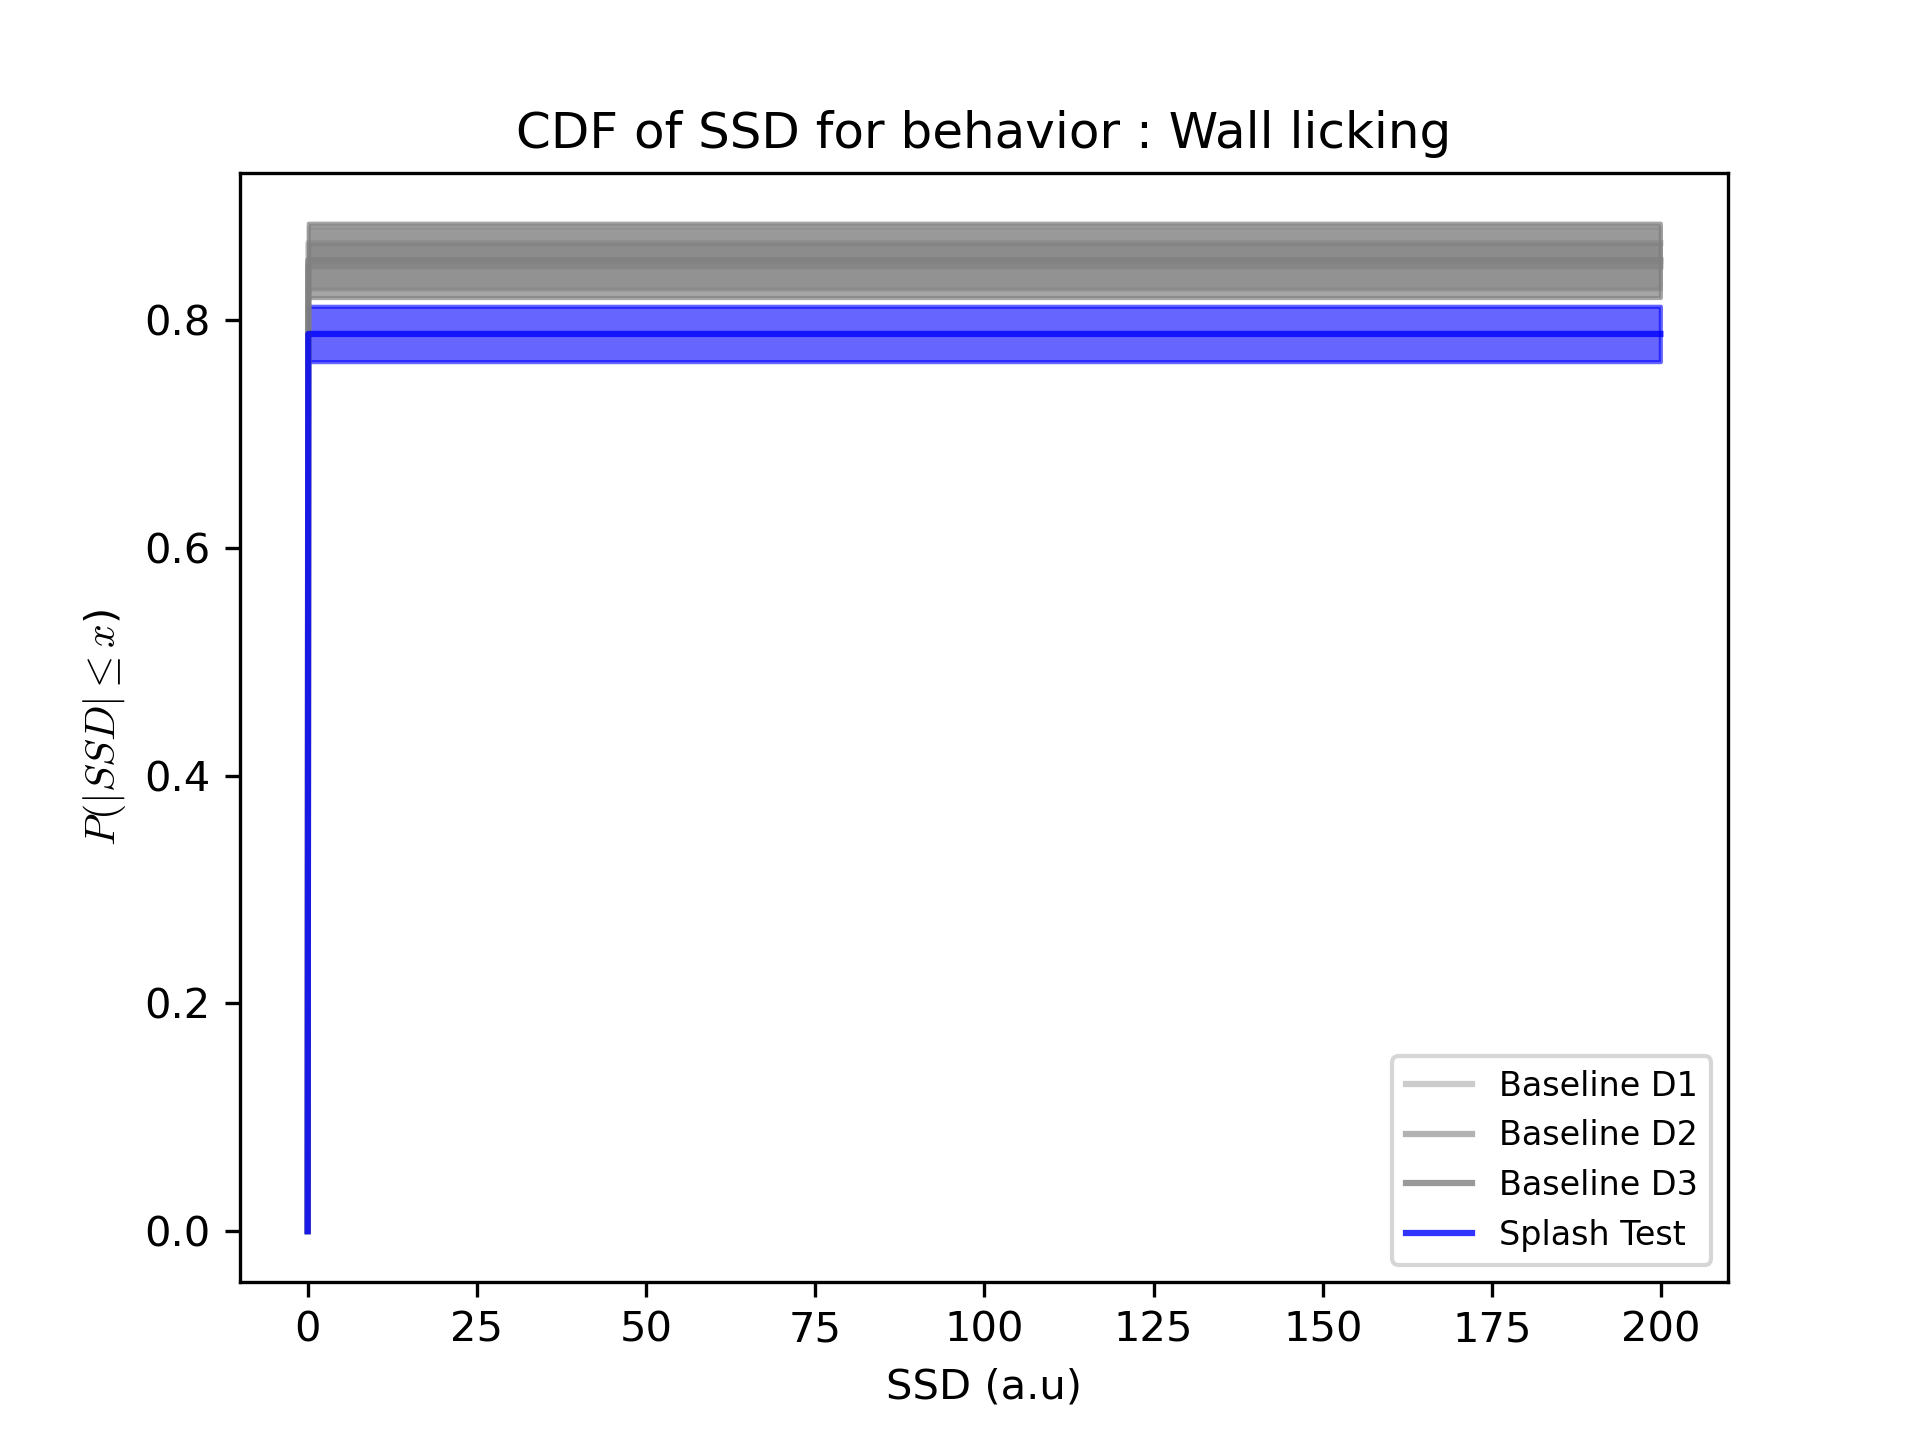 CDF of SSD for behavior : Wall licking
P(|SSD| ≤ x)
0.8
0.6
0.4
0.2
0.0
0 25 50 75 100 125 150 175 200
SSD (a.u)
Baseline D1
Baseline D2
Baseline D3
Splash Test